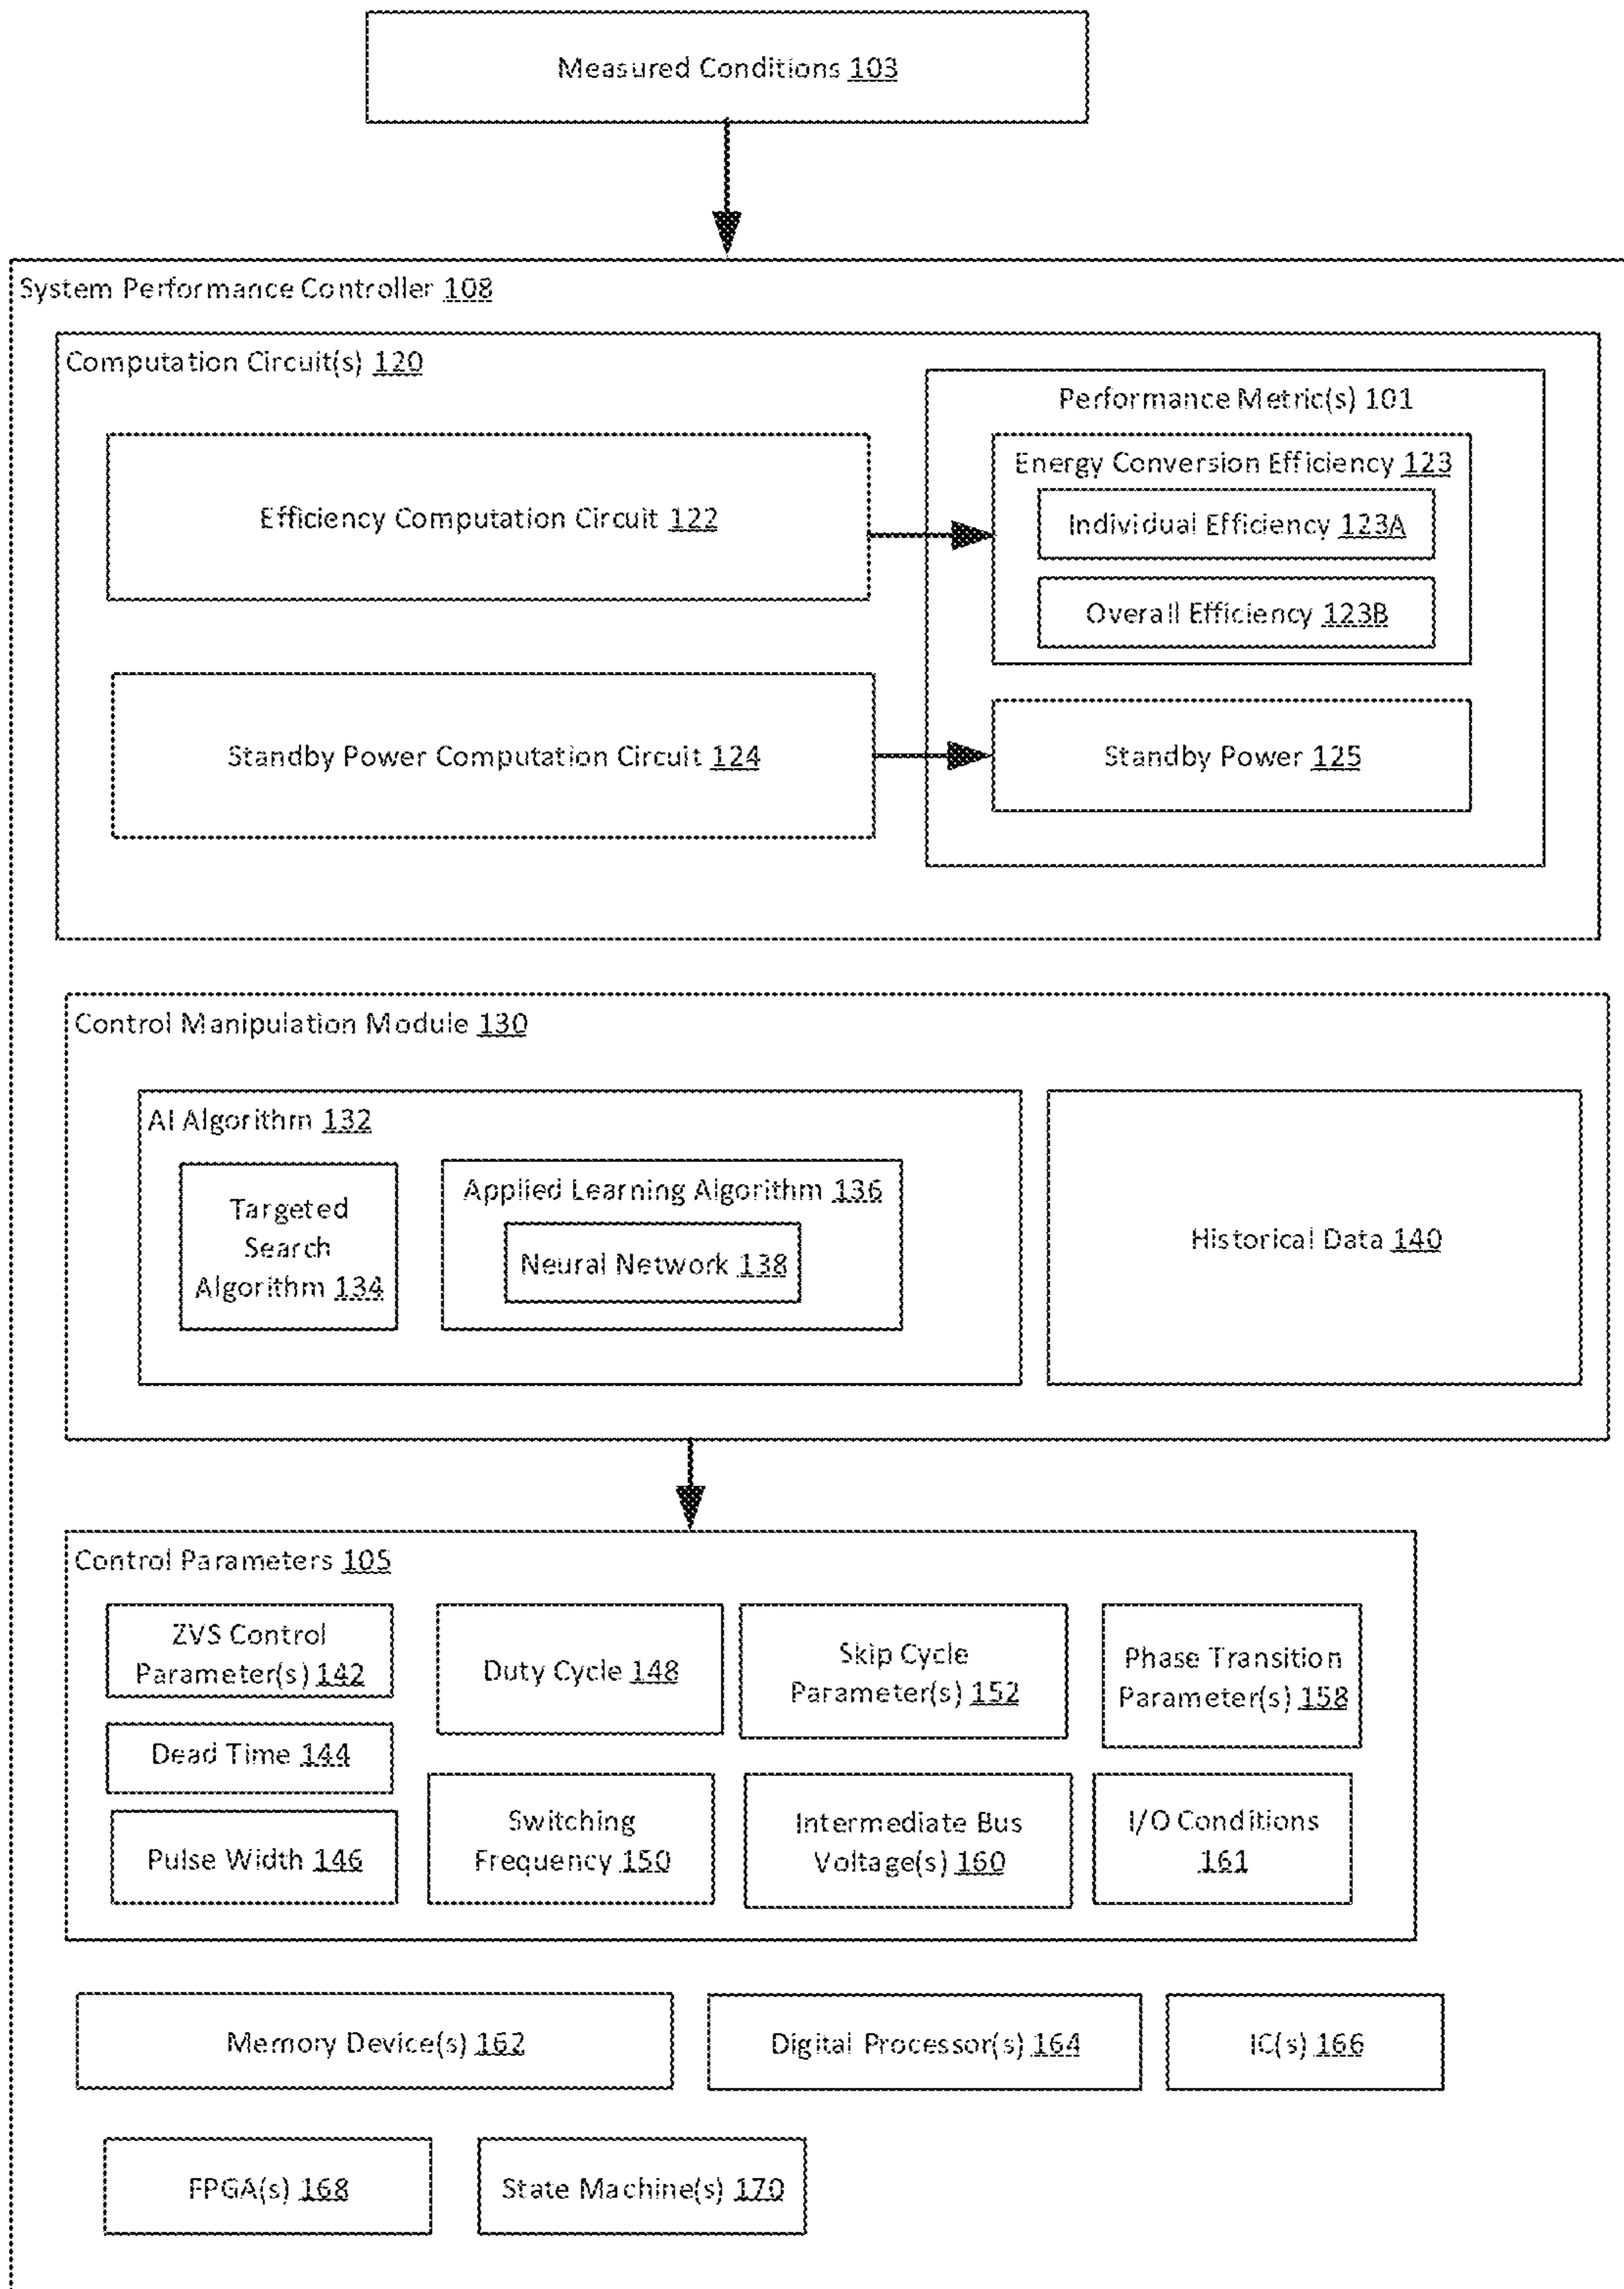 Measured Conditions 103
System Performance Controller 108
Computation Circuit(s) 120
Performance Metric(s) 101
Efficiency Computation Circuit 122
Energy Conversion Efficiency 123
Individual Efficiency 123A
Overall Efficiency 123B
Standby Power Computation Circuit 124
Standby Power 125
Control Manipulation Module 130
AI Algorithm 132
Targeted
Search
Algorithm 134
Applied Learning Algorithm 136
Neural Network 138
Historical Data 140
Control Parameters 105
ZVS Control
Parameter(s) 142
Duty Cycle 148
Skip Cycle
Parameter(s) 152
Phase Transition
Parameter(s) 158
Dead Time 144
Pulse Width 146
Switching
Frequency 150
Intermediate Bus
Voltage(s) 160
I/O Conditions
161
Memory Device(s) 162
Digital Processor(s) 164
IC(s) 166
FPGA(s) 168
State Machine(s) 170